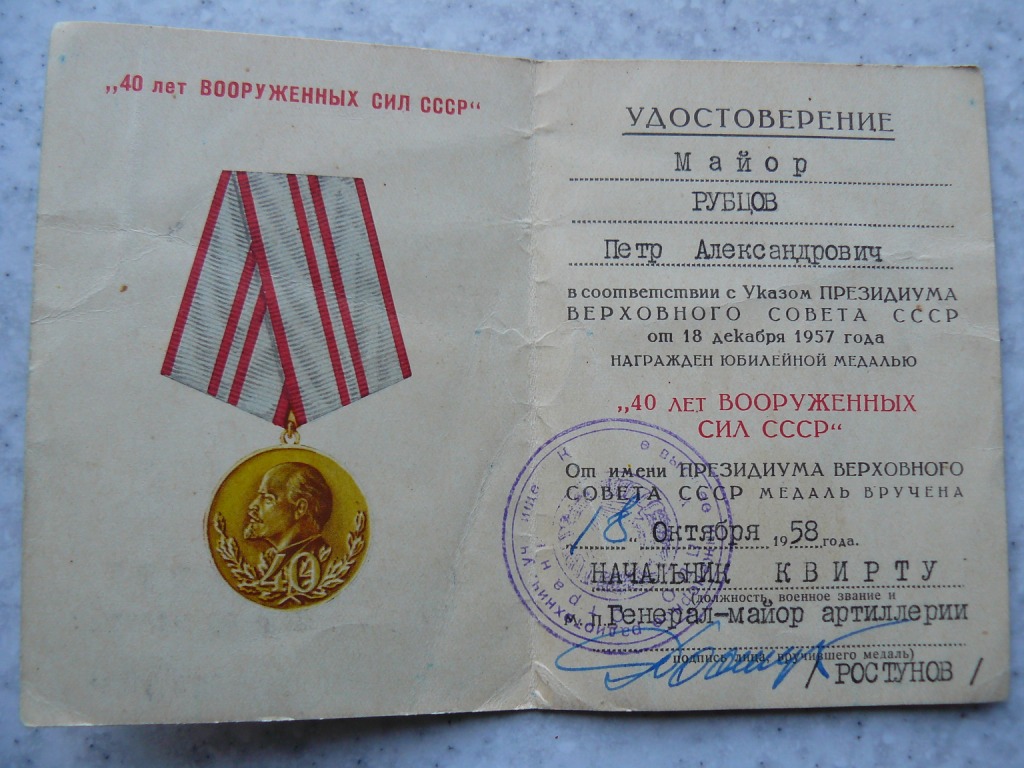 „40 лет ВООРУЖЕННЫХ СИЛ СССР“
40
УДОСТОВЕРЕНИЕ
Майор
РУБЦОВ
Петр Александрович
в соответствии с Указом ПРЕЗИДИУМА
ВЕРХОВНОГО СОВЕТА СССР
от 18 декабря 1957 года
НАГРАЖДЕН ЮБИЛЕЙНОЙ МЕДАЛЬЮ
„40 ЛЕТ ВООРУЖЕННЫХ
СИЛ СССР“
От имени ПРЕЗИДИУМА ВЕРХОВНОГО
СОВЕТА СССР МЕДАЛЬ ВРУЧЕНА
„18“ Октября 1958 года.
НАЧАЛЬНИК КВИРТУ
(должность, военное звание и
М.П. Генерал-майор артиллерии
подпись лица, вручившего медаль)
/ РОСТУНОВ /